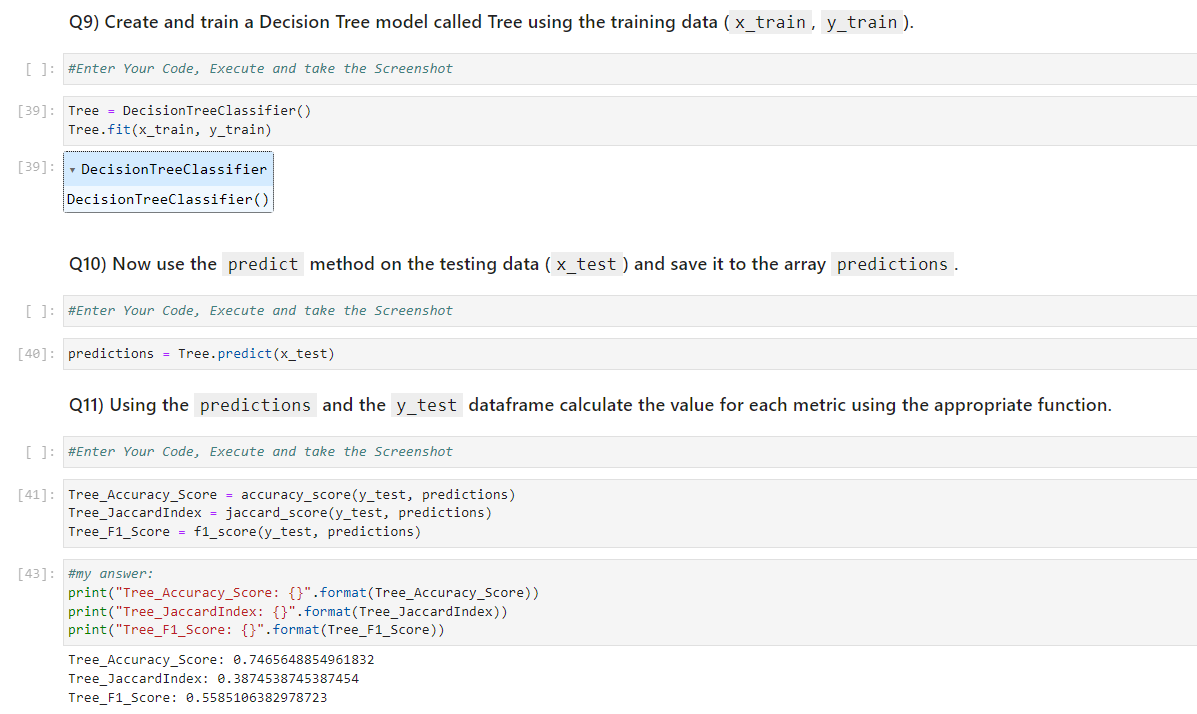 Q9) Create and train a Decision Tree model called Tree using the training data ( x_train , y_train ).
[ ]: #Enter Your Code, Execute and take the Screenshot
[39]: Tree = DecisionTreeClassifier()
Tree.fit(x_train, y_train)
[39]: ▾ DecisionTreeClassifier
DecisionTreeClassifier()
Q10) Now use the predict method on the testing data ( x_test ) and save it to the array predictions .
[ ]: #Enter Your Code, Execute and take the Screenshot
[40]: predictions = Tree.predict(x_test)
Q11) Using the predictions and the y_test dataframe calculate the value for each metric using the appropriate function.
[ ]: #Enter Your Code, Execute and take the Screenshot
[41]: Tree_Accuracy_Score = accuracy_score(y_test, predictions)
Tree_JaccardIndex = jaccard_score(y_test, predictions)
Tree_F1_Score = f1_score(y_test, predictions)
[43]: #my answer:
print("Tree_Accuracy_Score: {}".format(Tree_Accuracy_Score))
print("Tree_JaccardIndex: {}".format(Tree_JaccardIndex))
print("Tree_F1_Score: {}".format(Tree_F1_Score))
Tree_Accuracy_Score: 0.7465648854961832
Tree_JaccardIndex: 0.3874538745387454
Tree_F1_Score: 0.5585106382978723